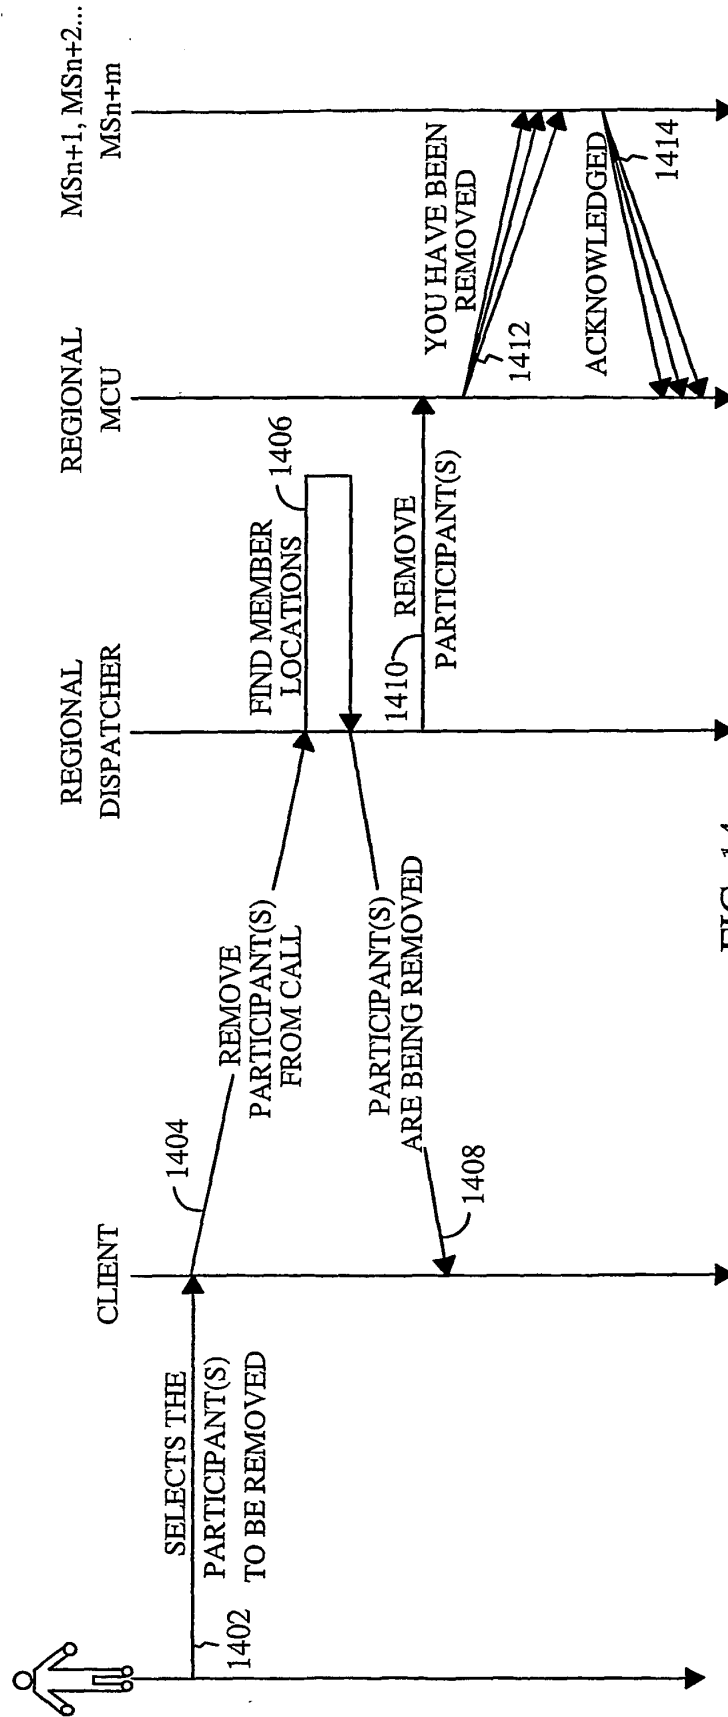 CLIENT
REGIONAL
DISPATCHER
REGIONAL
MCU
MSn+1, MSn+2...
MSn+m
SELECTS THE
PARTICIPANT(S)
TO BE REMOVED
1402
1404
REMOVE
PARTICIPANT(S)
FROM CALL
FIND MEMBER
LOCATIONS
1406
PARTICIPANT(S)
ARE BEING REMOVED
1408
1410
REMOVE
PARTICIPANT(S)
YOU HAVE BEEN
REMOVED
1412
ACKNOWLEDGED
1414